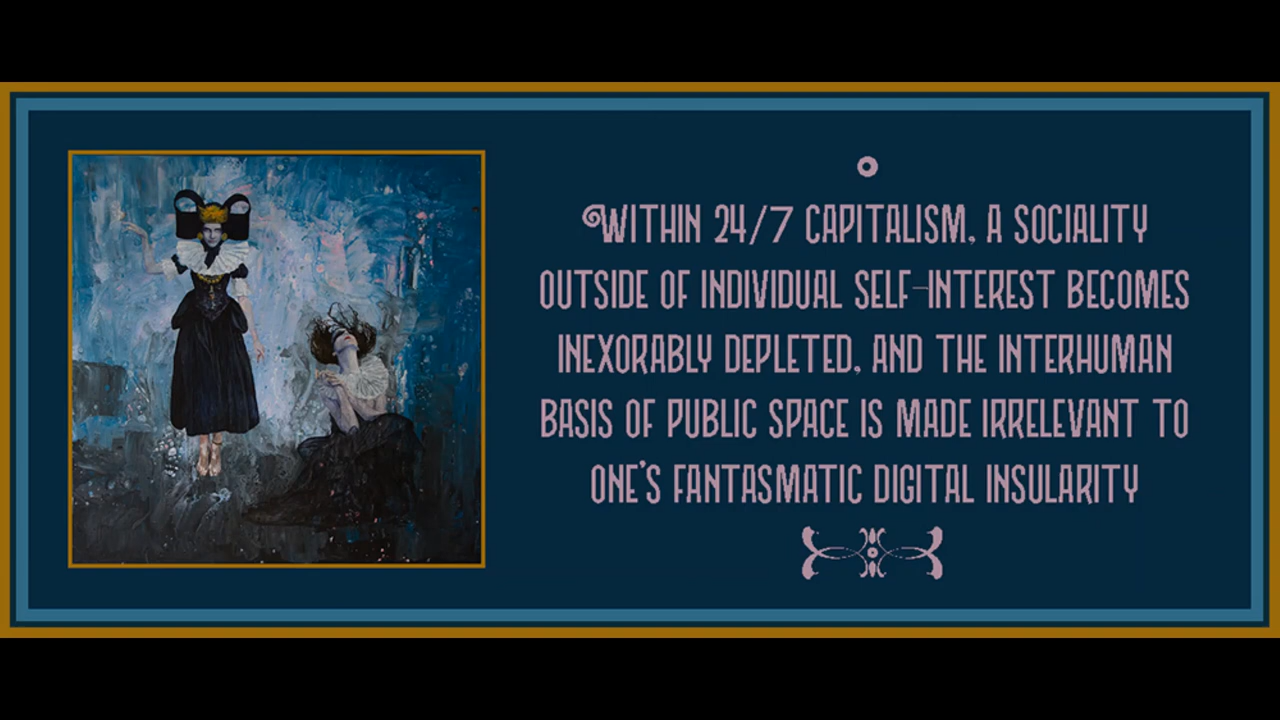 WITHIN 24/7 CAPITALISM, A SOCIALITY
OUTSIDE OF INDIVIDUAL SELF-INTEREST BECOMES
INEXORABLY DEPLETED, AND THE INTERHUMAN
BASIS OF PUBLIC SPACE IS MADE IRRELEVANT TO
ONE'S FANTASMATIC DIGITAL INSULARITY